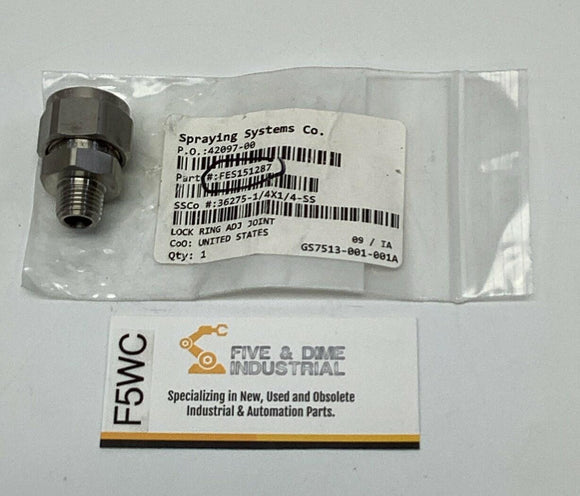 Spraying Systems Co.
P.O.:42097-00
Part #:FES151287
SSCo #:36275-1/4X1/4-SS
LOCK RING ADJ JOINT
CoO: UNITED STATES
09 / IA
Qty: 1
GS7513-001-001A
F5WC
FIVE & DIME
INDUSTRIAL
Specializing in New, Used and Obsolete
Industrial & Automation Parts.